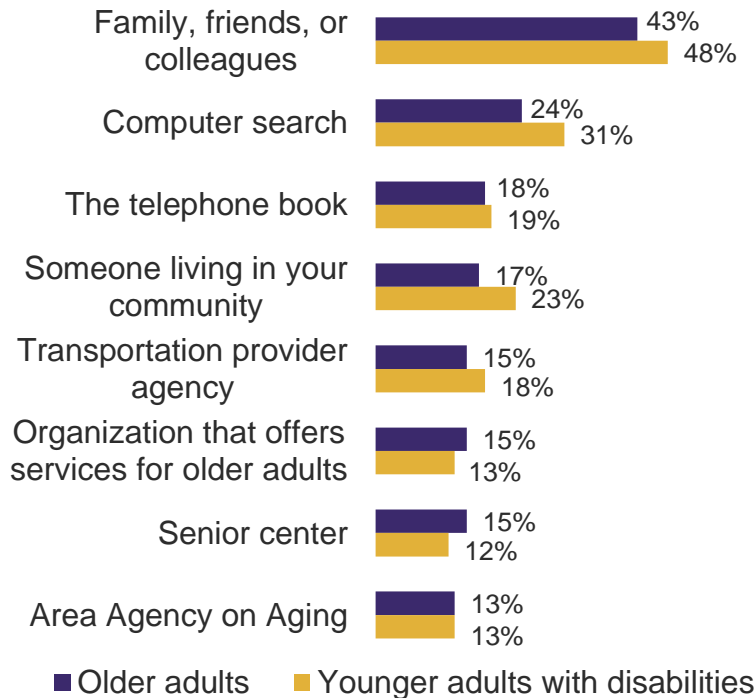 Family, friends, or
colleagues
43%
48%
Computer search
24%
31%
The telephone book
18%
19%
Someone living in your
community
17%
23%
Transportation provider
agency
15%
18%
Organization that offers
services for older adults
15%
13%
Senior center
15%
12%
Area Agency on Aging
13%
13%
Older adults Younger adults with disabilities